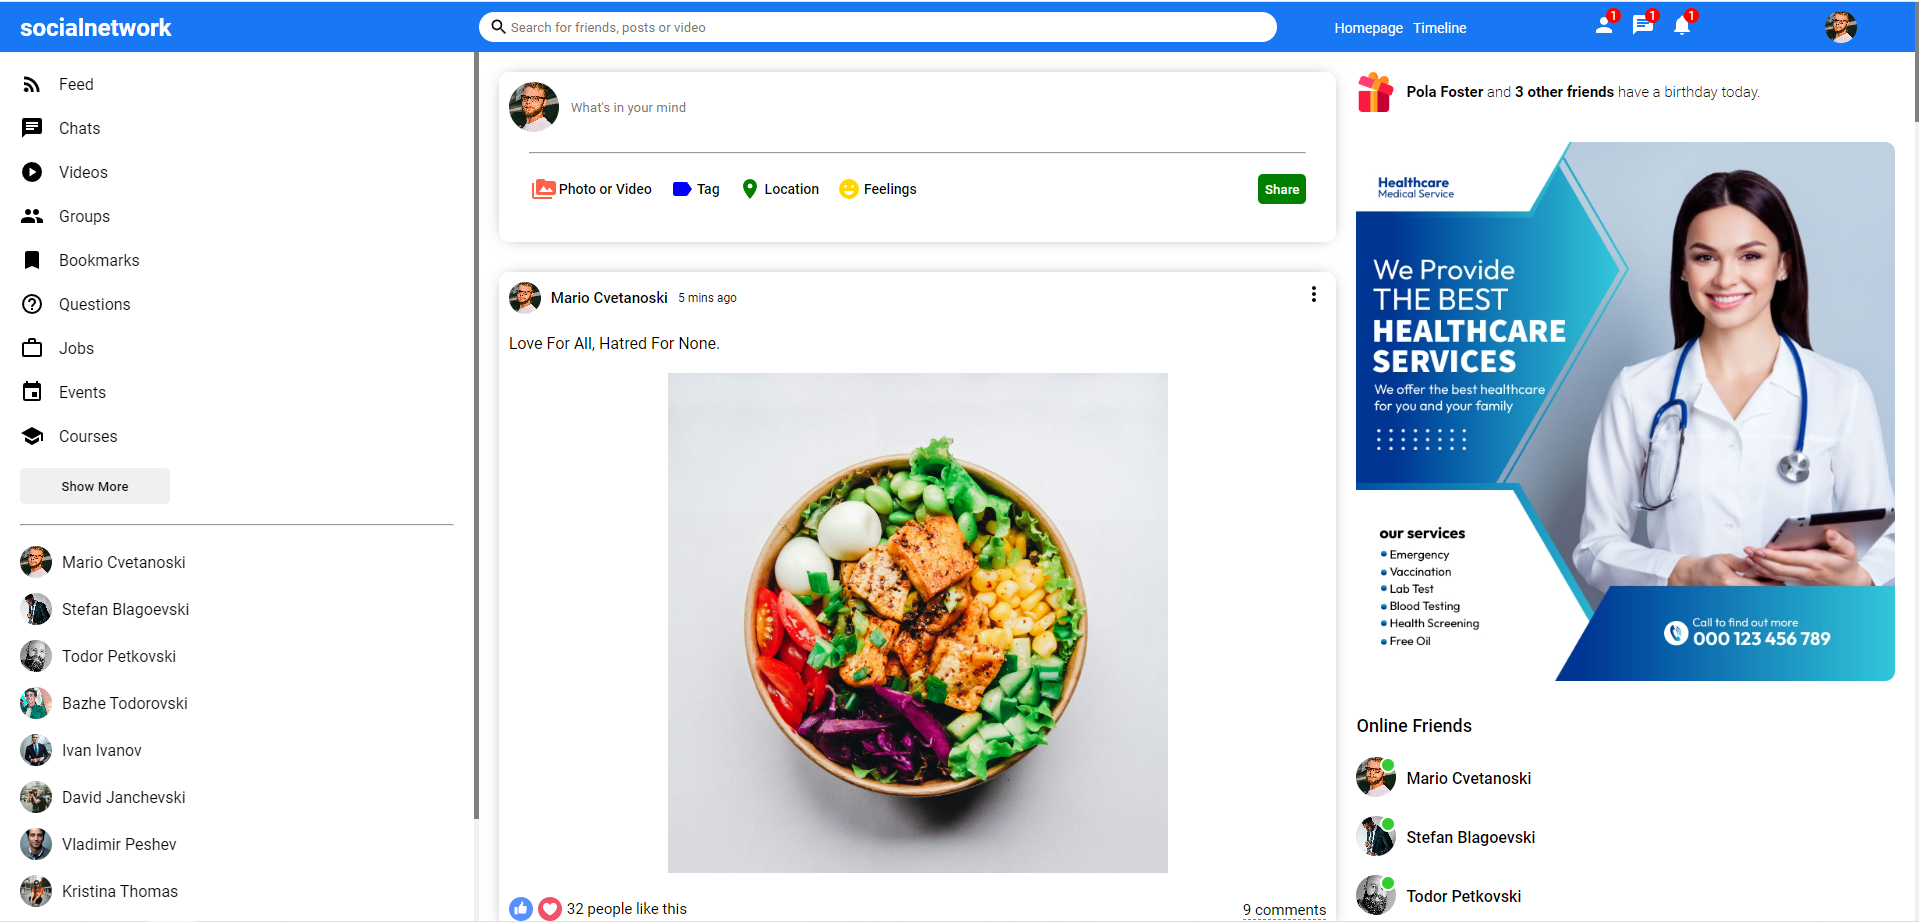 socialnetwork
Search for friends, posts or video
Homepage Timeline
1
1
1
Feed
Chats
Videos
Groups
Bookmarks
Questions
Jobs
Events
Courses
Show More
Mario Cvetanoski
Stefan Blagoevski
Todor Petkovski
Bazhe Todorovski
Ivan Ivanov
David Janchevski
Vladimir Peshev
Kristina Thomas
What's in your mind
Photo or Video Tag Location Feelings Share
Mario Cvetanoski 5 mins ago
Love For All, Hatred For None.
32 people like this 9 comments
Pola Foster and 3 other friends have a birthday today.
Healthcare
Medical Service
We Provide
THE BEST
HEALTHCARE
SERVICES
We offer the best healthcare
for you and your family
our services
Emergency
Vaccination
Lab Test
Blood Testing
Health Screening
Free Oil
Call to find out more
000 123 456 789
Online Friends
Mario Cvetanoski
Stefan Blagoevski
Todor Petkovski